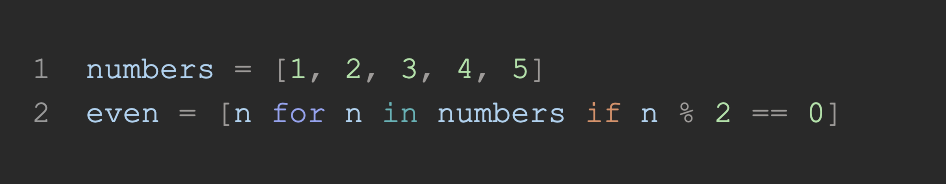 1 numbers = [1, 2, 3, 4, 5]
2 even = [n for n in numbers if n % 2 == 0]